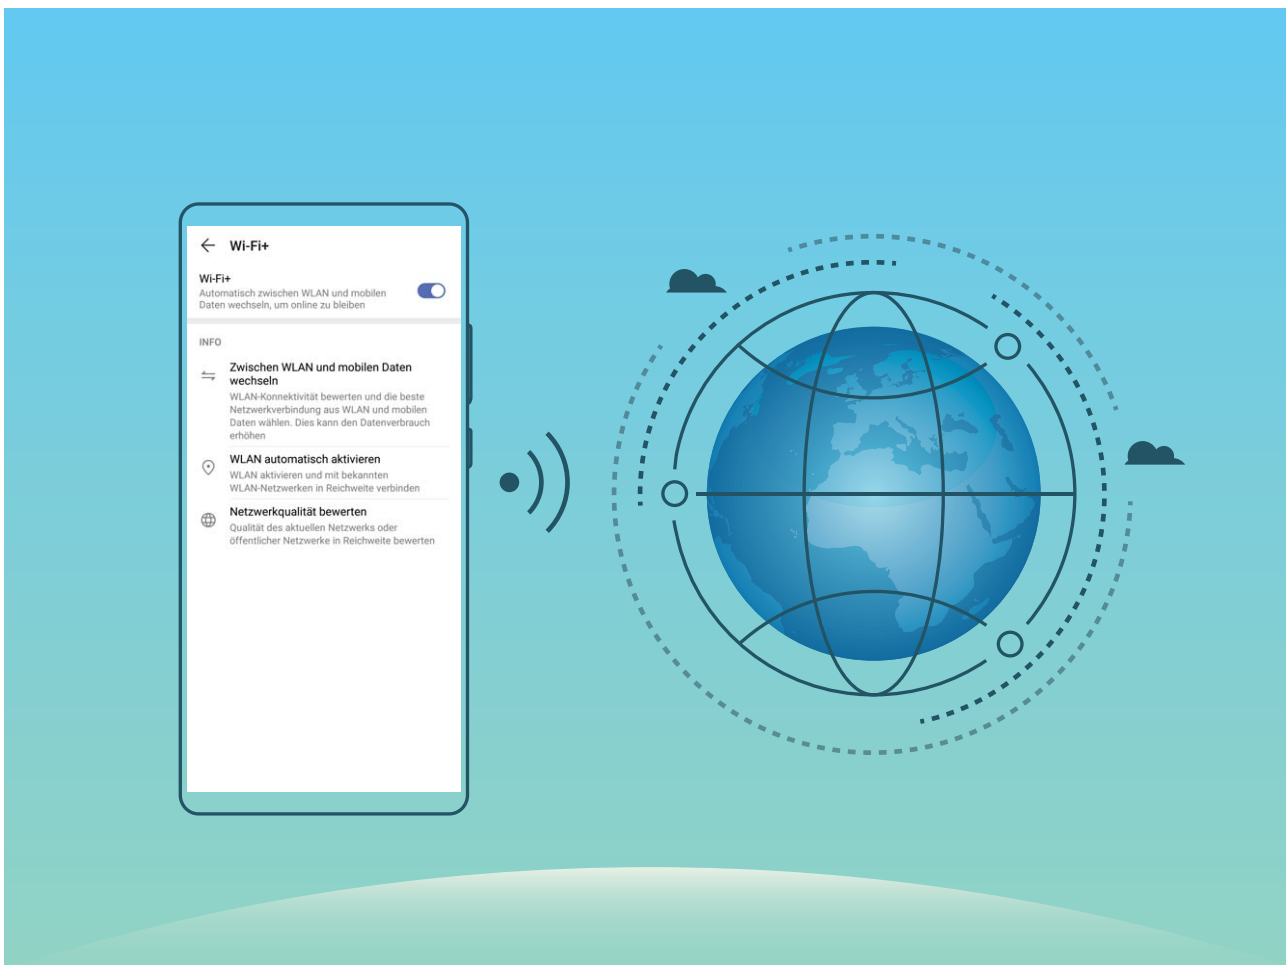 Wi-Fi+
Wi-Fi+
Automatisch zwischen WLAN und mobilen
Daten wechseln, um online zu bleiben
INFO
Zwischen WLAN und mobilen Daten
wechseln
WLAN-Konnektivität bewerten und die beste
Netzwerkverbindung aus WLAN und mobilen
Daten wählen. Dies kann den Datenverbrauch
erhöhen
WLAN automatisch aktivieren
WLAN aktivieren und mit bekannten
WLAN-Netzwerken in Reichweite verbinden
Netzwerkqualität bewerten
Qualität des aktuellen Netzwerks oder
öffentlicher Netzwerke in Reichweite bewerten